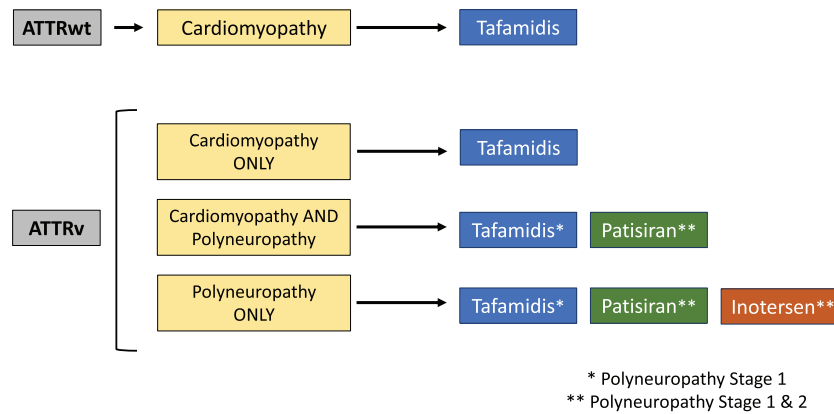 ATTRwt
Cardiomyopathy
Tafamidis
Cardiomyopathy
ONLY
Tafamidis
ATTRv
Cardiomyopathy AND
Polyneuropathy
Tafamidis*
Patisiran**
Polyneuropathy
ONLY
Tafamidis*
Patisiran**
Inotersen**
* Polyneuropathy Stage 1
** Polyneuropathy Stage 1 & 2